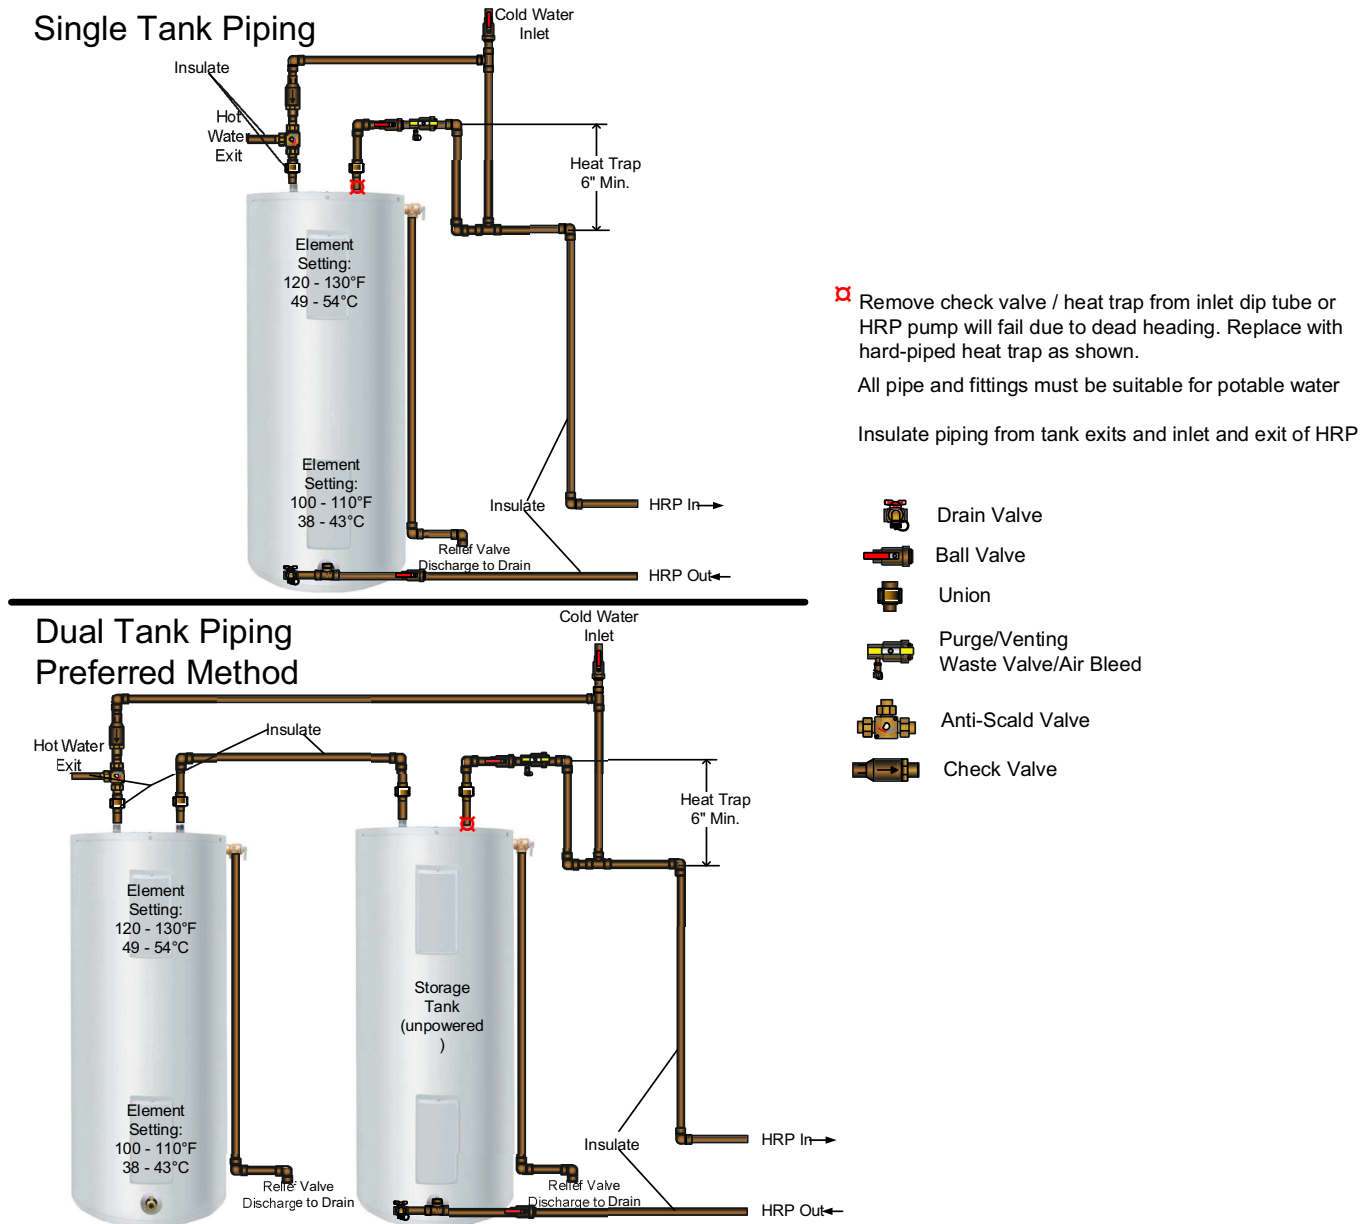 Single Tank Piping
Cold Water
Inlet
Insulate
Hot
Water
Exit
Heat Trap
6" Min.
Element
Setting:
120 - 130°F
49 - 54°C
Element
Setting:
100 - 110°F
38 - 43°C
Insulate
HRP In
Relief Valve
Discharge to Drain
HRP Out
Remove check valve / heat trap from inlet dip tube or
HRP pump will fail due to dead heading. Replace with
hard-piped heat trap as shown.
All pipe and fittings must be suitable for potable water
Insulate piping from tank exits and inlet and exit of HRP
Drain Valve
Ball Valve
Union
Purge/Venting
Waste Valve/Air Bleed
Anti-Scald Valve
Check Valve
Dual Tank Piping
Preferred Method
Cold Water
Inlet
Insulate
Hot Water
Exit
Heat Trap
6" Min.
Element
Setting:
120 - 130°F
49 - 54°C
Storage
Tank
(unpowered
)
Element
Setting:
100 - 110°F
38 - 43°C
Insulate
HRP In
Relief Valve
Discharge to Drain
Relief Valve
Discharge to Drain
HRP Out